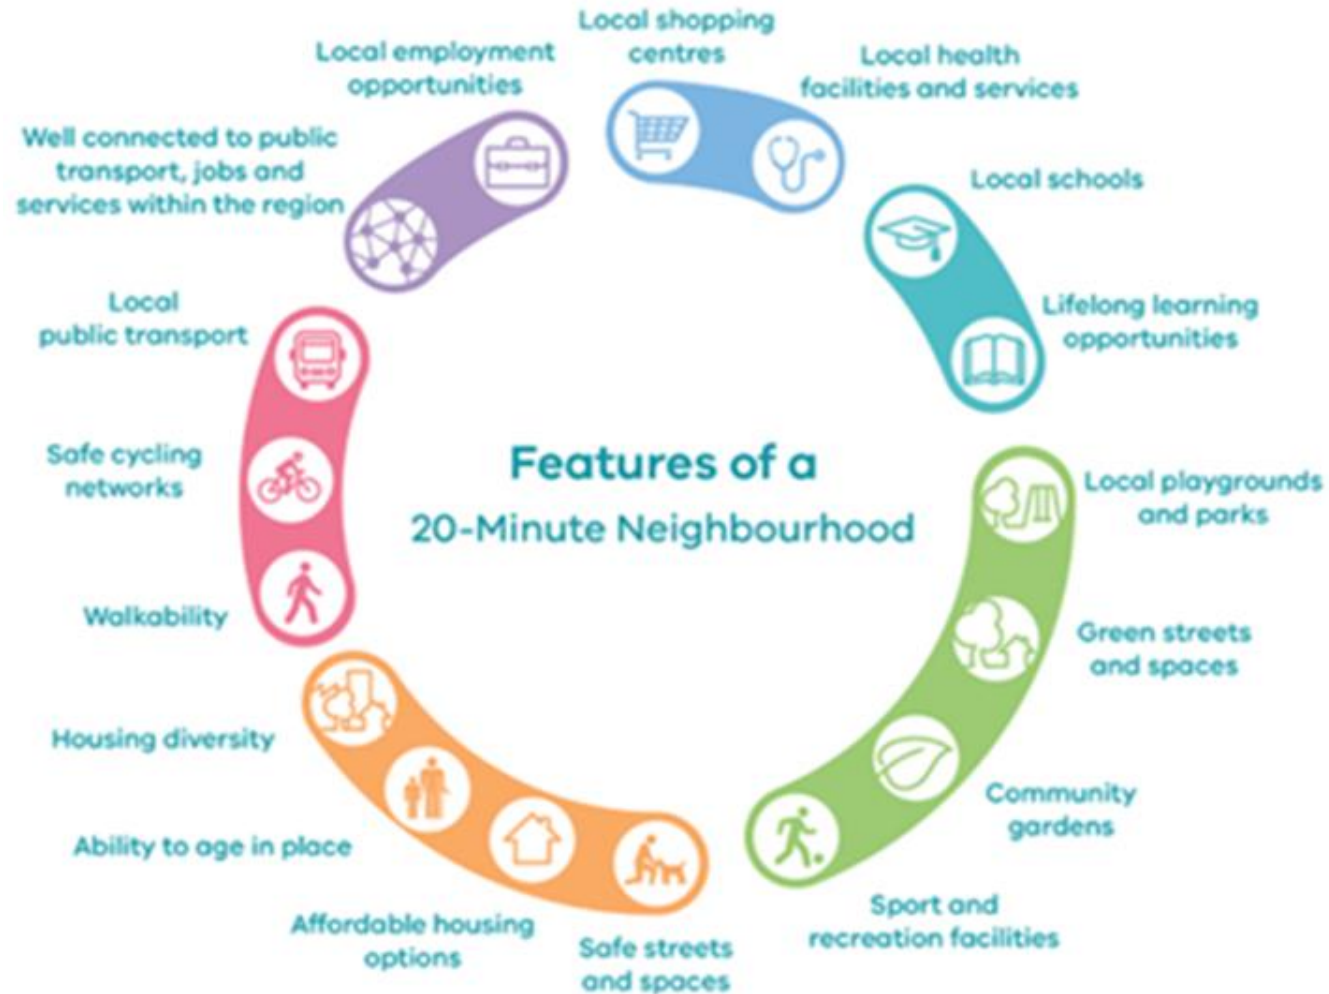 Features of a
20-Minute Neighbourhood
Local shopping
centres
Local health
facilities and services
Local schools
Lifelong learning
opportunities
Local playgrounds
and parks
Green streets
and spaces
Community
gardens
Sport and
recreation facilities
Safe streets
and spaces
Affordable housing
options
Ability to age in place
Housing diversity
Walkability
Safe cycling
networks
Local
public transport
Well connected to public
transport, jobs and
services within the region
Local employment
opportunities